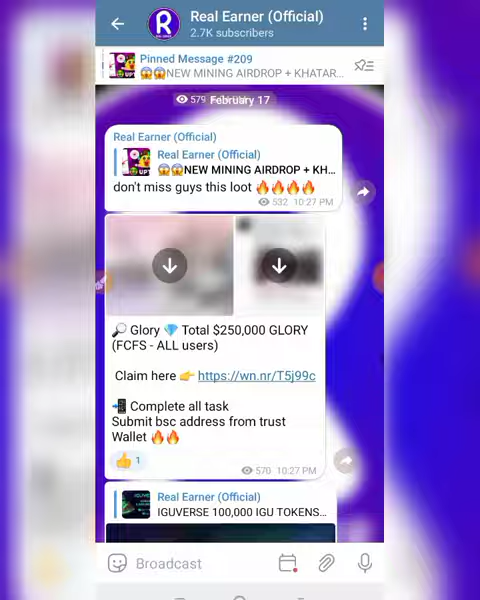 Real Earner (Official)
2.7K subscribers
Pinned Message #209
😱😱NEW MINING AIRDROP + KHATAR...
579
February 17
Real Earner (Official)
Real Earner (Official)
😱😱NEW MINING AIRDROP + KH...
don't miss guys this loot 🔥🔥🔥🔥
532 10:27 PM
🔎 Glory 💎 Total $250,000 GLORY
(FCFS - ALL users)
Claim here 👉 https://wn.nr/T5j99c
📲 Complete all task
Submit bsc address from trust
Wallet 🔥🔥
👍 1
570 10:27 PM
Real Earner (Official)
IGUVERSE 100,000 IGU TOKENS...
Broadcast